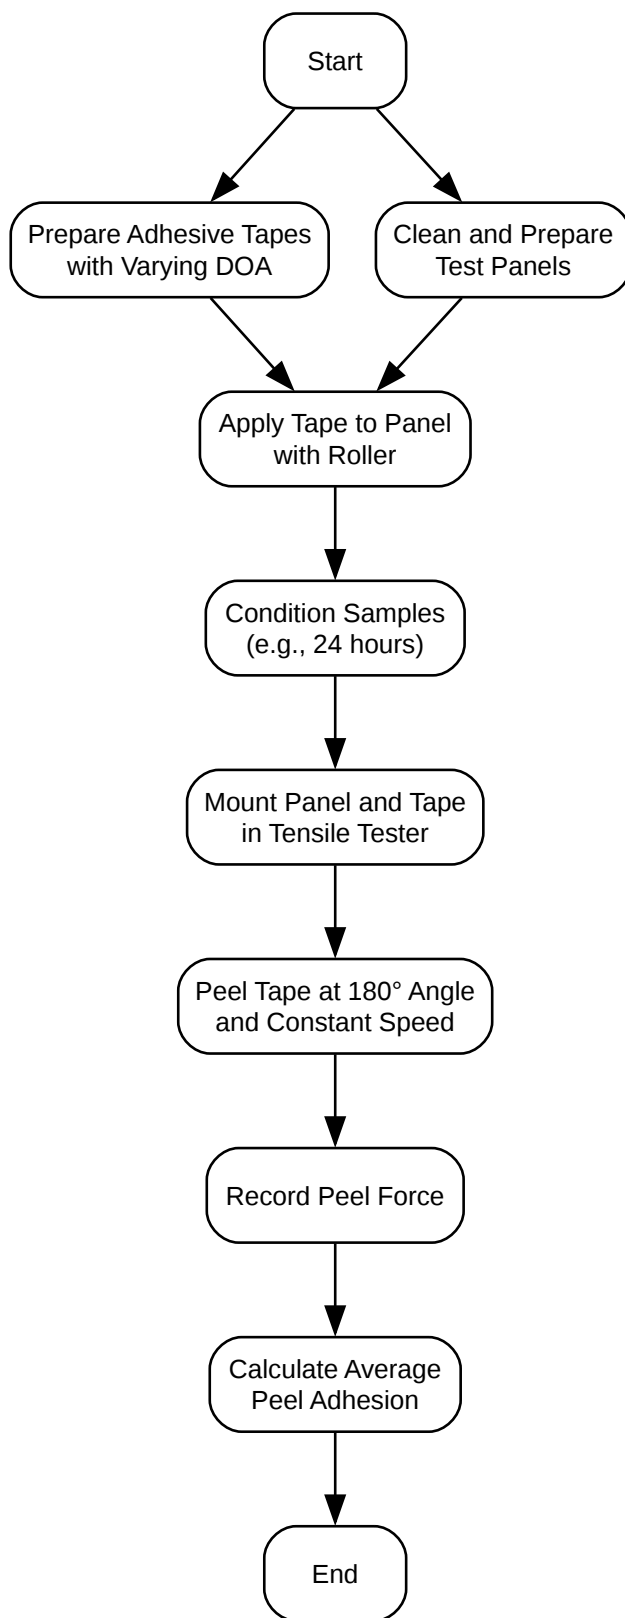 Start
Prepare Adhesive Tapes
with Varying DOA
Clean and Prepare
Test Panels
Apply Tape to Panel
with Roller
Condition Samples
(e.g., 24 hours)
Mount Panel and Tape
in Tensile Tester
Peel Tape at 180° Angle
and Constant Speed
Record Peel Force
Calculate Average
Peel Adhesion
End